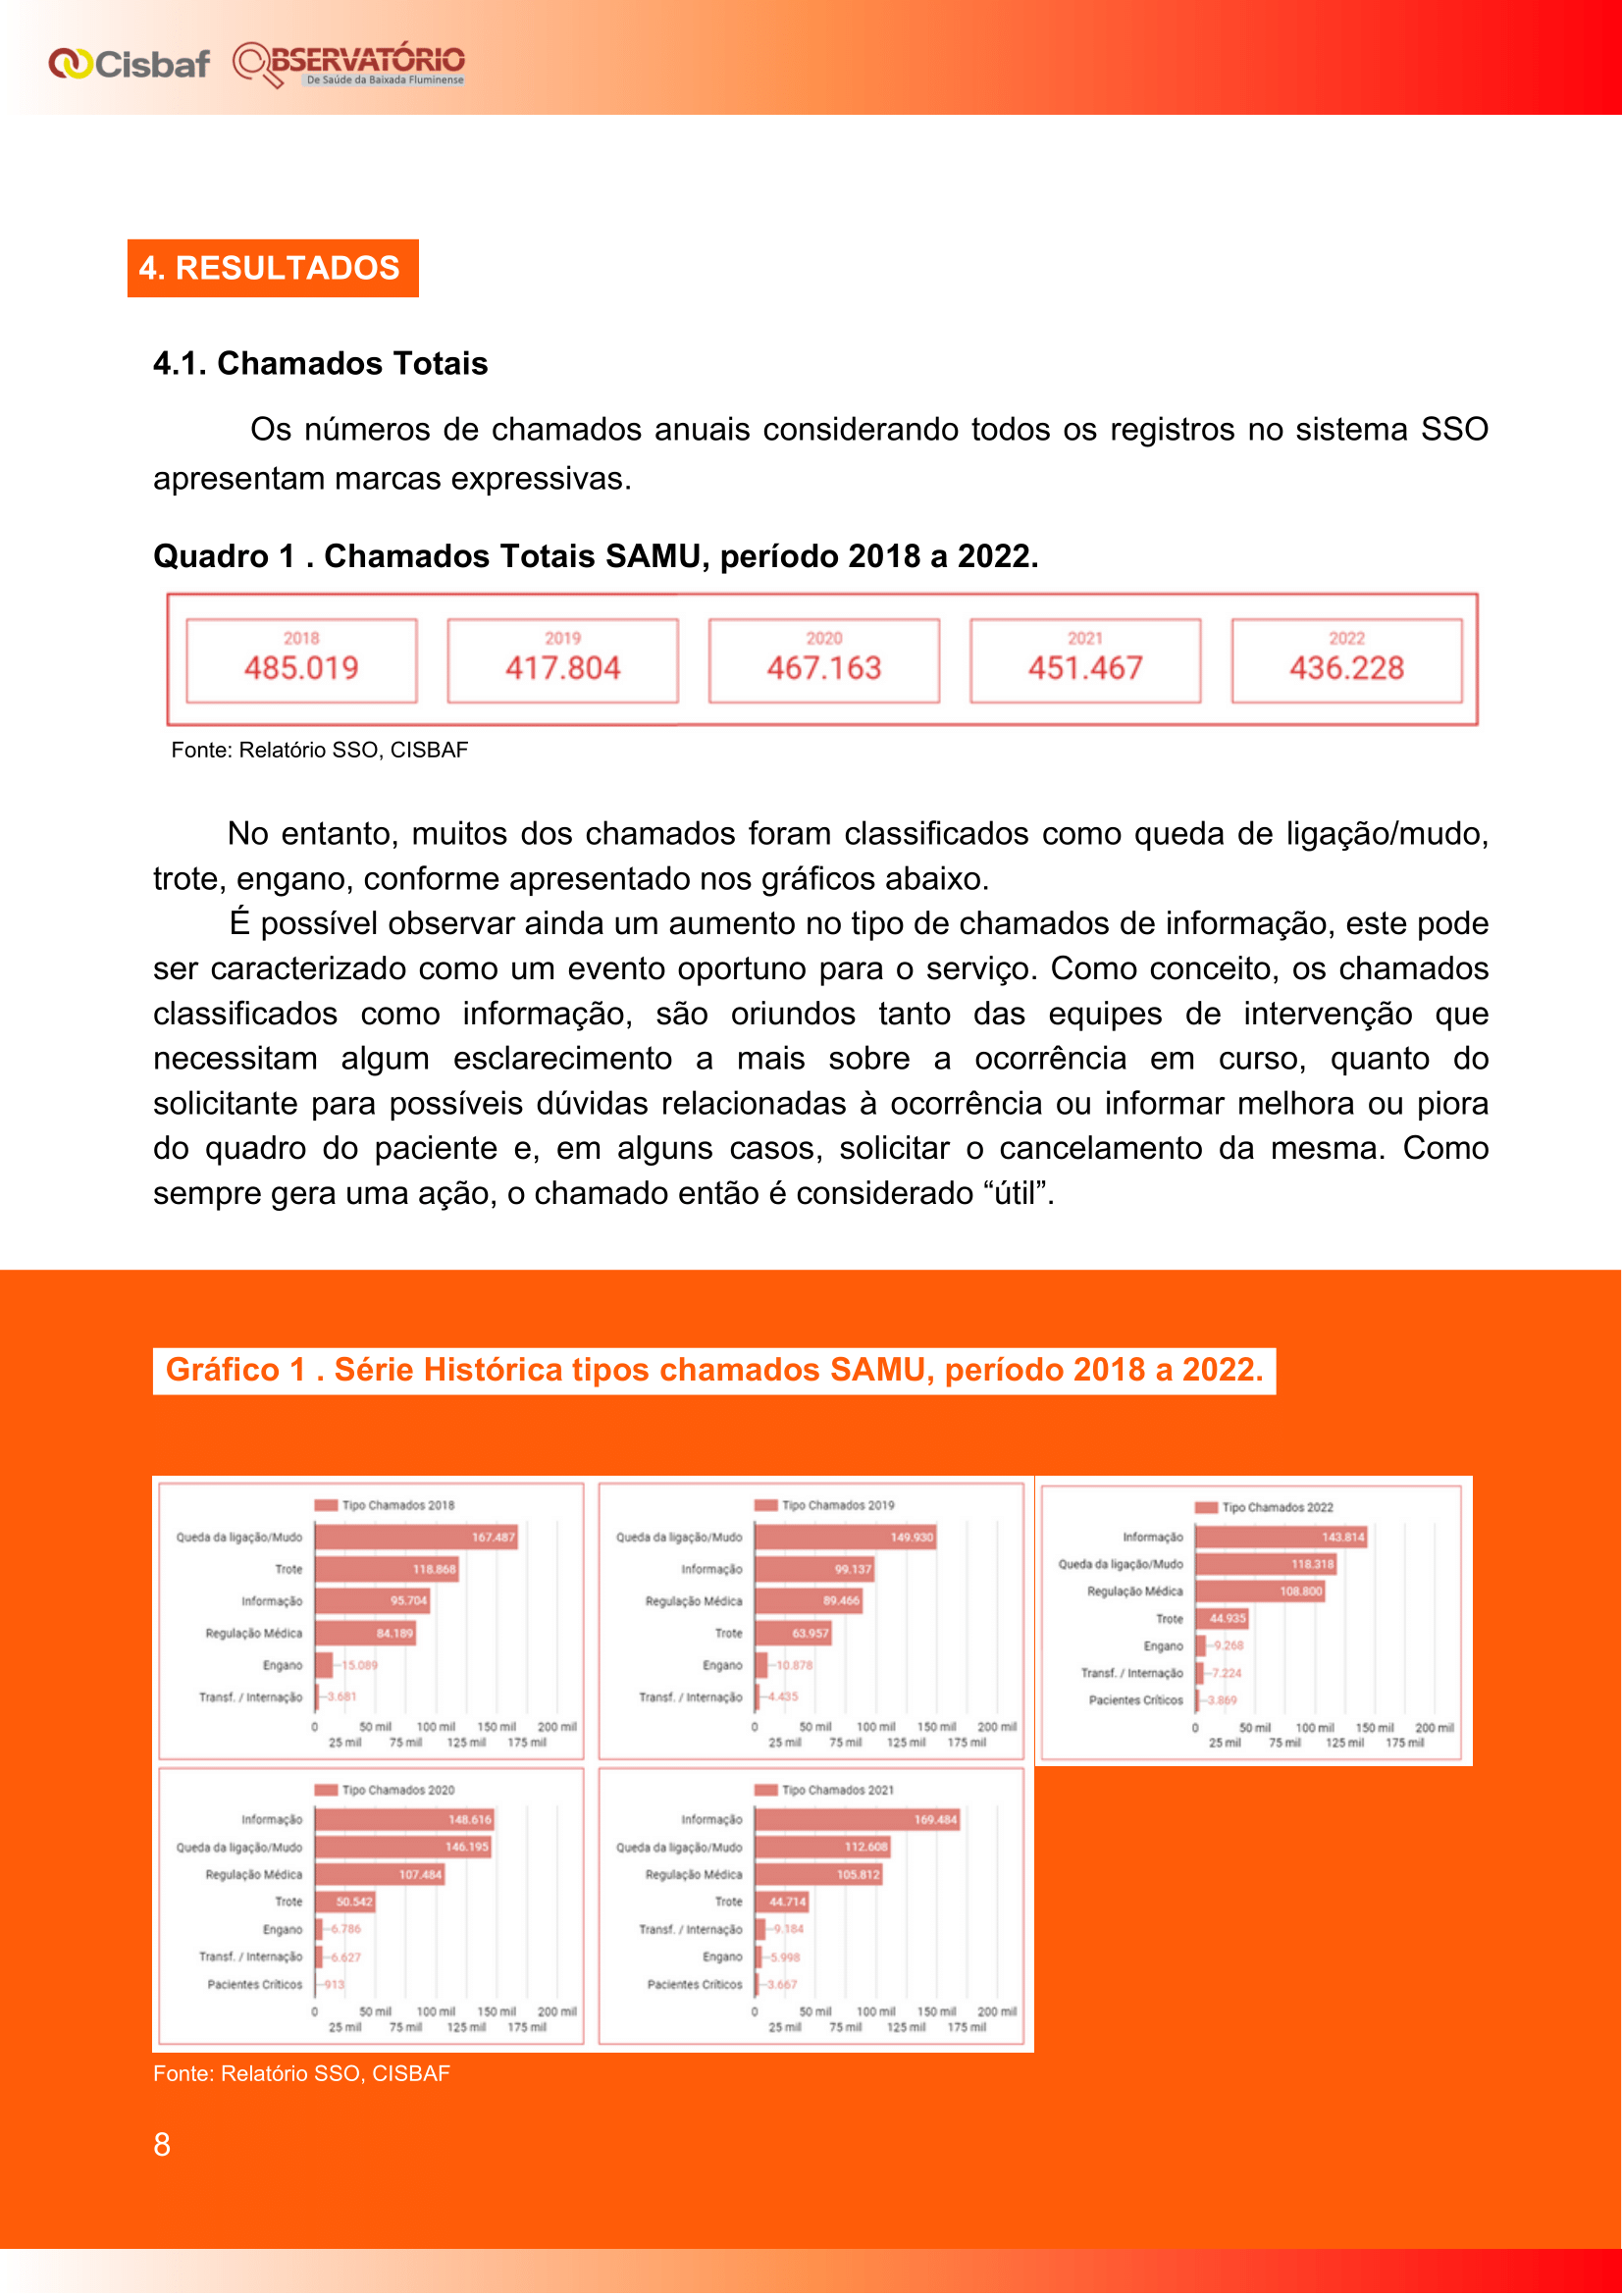 Cisbaf OBSERVATÓRIO
De Saúde da Baixada Fluminense
4. RESULTADOS
4.1. Chamados Totais
Os números de chamados anuais considerando todos os registros no sistema SSO
apresentam marcas expressivas.
Quadro 1 . Chamados Totais SAMU, período 2018 a 2022.
2018
485.019
2019
417.804
2020
467.163
2021
451.467
2022
436.228
Fonte: Relatório SSO, CISBAF
No entanto, muitos dos chamados foram classificados como queda de ligação/mudo,
trote, engano, conforme apresentado nos gráficos abaixo.
É possível observar ainda um aumento no tipo de chamados de informação, este pode
ser caracterizado como um evento oportuno para o serviço. Como conceito, os chamados
classificados como informação, são oriundos tanto das equipes de intervenção que
necessitam algum esclarecimento a mais sobre a ocorrência em curso, quanto do
solicitante para possíveis dúvidas relacionadas à ocorrência ou informar melhora ou piora
do quadro do paciente e, em alguns casos, solicitar o cancelamento da mesma. Como
sempre gera uma ação, o chamado então é considerado “útil”.
Gráfico 1 . Série Histórica tipos chamados SAMU, período 2018 a 2022.
Tipo Chamados 2018
Queda da ligação/Mudo 167.487
Trote 118.868
Informação 95.704
Regulação Médica 84.189
Engano 15.089
Transf. / Internação 3.681
0 50 mil 100 mil 150 mil 200 mil
25 mil 75 mil 125 mil 175 mil
Tipo Chamados 2019
Queda da ligação/Mudo 149.930
Informação 99.137
Regulação Médica 89.466
Trote 63.957
Engano 10.878
Transf. / Internação 4.435
0 50 mil 100 mil 150 mil 200 mil
25 mil 75 mil 125 mil 175 mil
Tipo Chamados 2022
Informação 143.814
Queda da ligação/Mudo 118.318
Regulação Médica 108.800
Trote 44.935
Engano 9.268
Transf. / Internação 7.224
Pacientes Críticos 3.869
0 50 mil 100 mil 150 mil 200 mil
25 mil 75 mil 125 mil 175 mil
Tipo Chamados 2020
Informação 148.616
Queda da ligação/Mudo 146.195
Regulação Médica 107.484
Trote 50.542
Engano 6.786
Transf. / Internação 6.627
Pacientes Críticos 913
0 50 mil 100 mil 150 mil 200 mil
25 mil 75 mil 125 mil 175 mil
Tipo Chamados 2021
Informação 169.484
Queda da ligação/Mudo 112.608
Regulação Médica 105.812
Trote 44.714
Transf. / Internação 9.184
Engano 5.998
Pacientes Críticos 3.667
0 50 mil 100 mil 150 mil 200 mil
25 mil 75 mil 125 mil 175 mil
Fonte: Relatório SSO, CISBAF
8